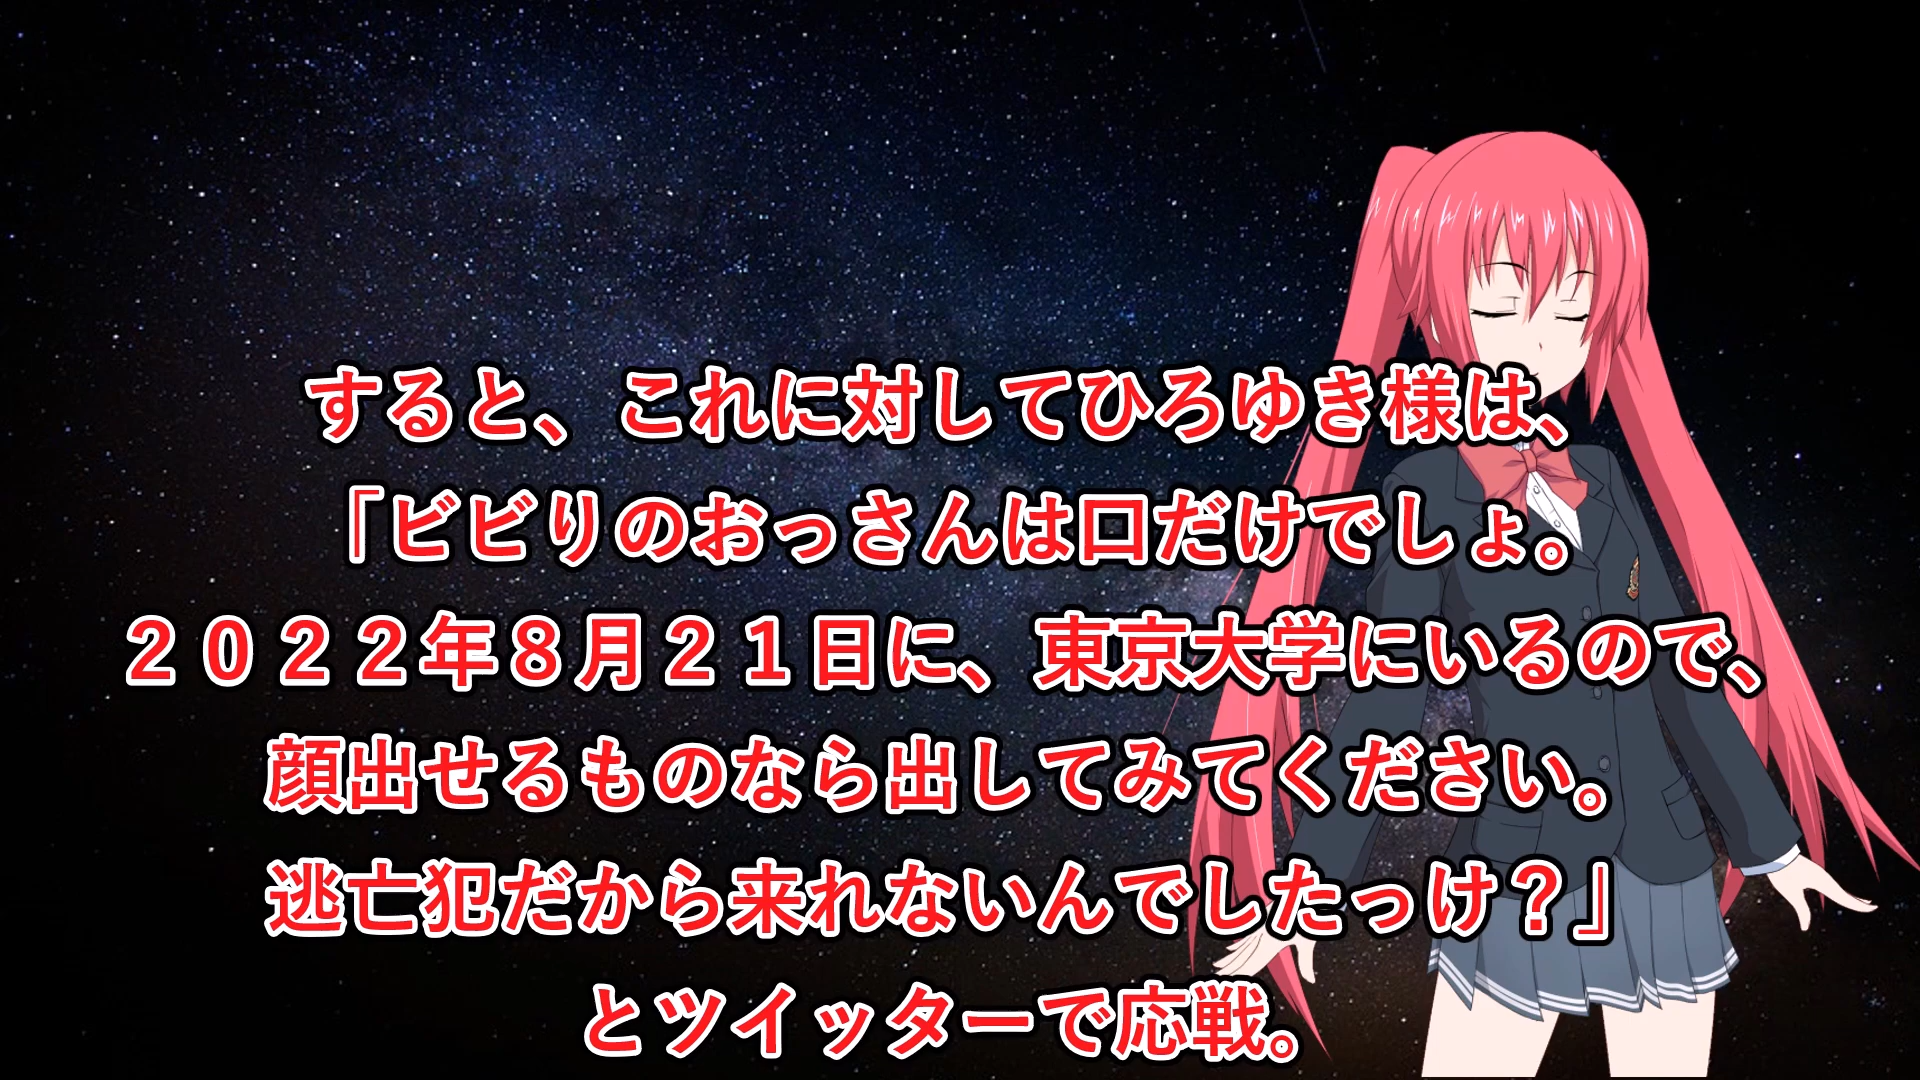 すると、これに対してひろゆき様は、
「ビビりのおっさんは口だけでしょ。
２０２２年８月２１日に、東京大学にいるので、
顔出せるものなら出してみてください。
逃亡犯だから来れないんでしたっけ？」
とツイッターで応戦。